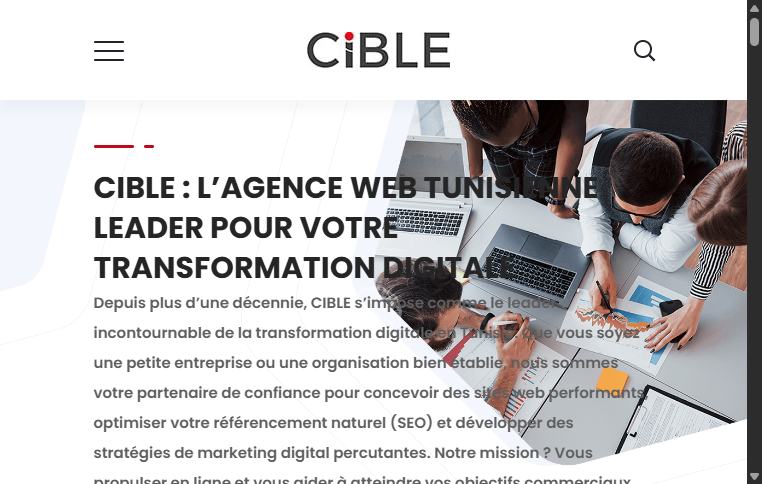 CiBLE
CIBLE : L’AGENCE WEB TUNISIENNE
LEADER POUR VOTRE
TRANSFORMATION DIGITALE
Depuis plus d’une décennie, CIBLE s’impose comme le leader
incontournable de la transformation digitale en Tunisie. Que vous soyez
une petite entreprise ou une organisation bien établie, nous sommes
votre partenaire de confiance pour concevoir des sites web performants,
optimiser votre référencement naturel (SEO) et développer des
stratégies de marketing digital percutantes. Notre mission ? Vous
propulser en ligne et vous aider à atteindre vos objectifs commerciaux